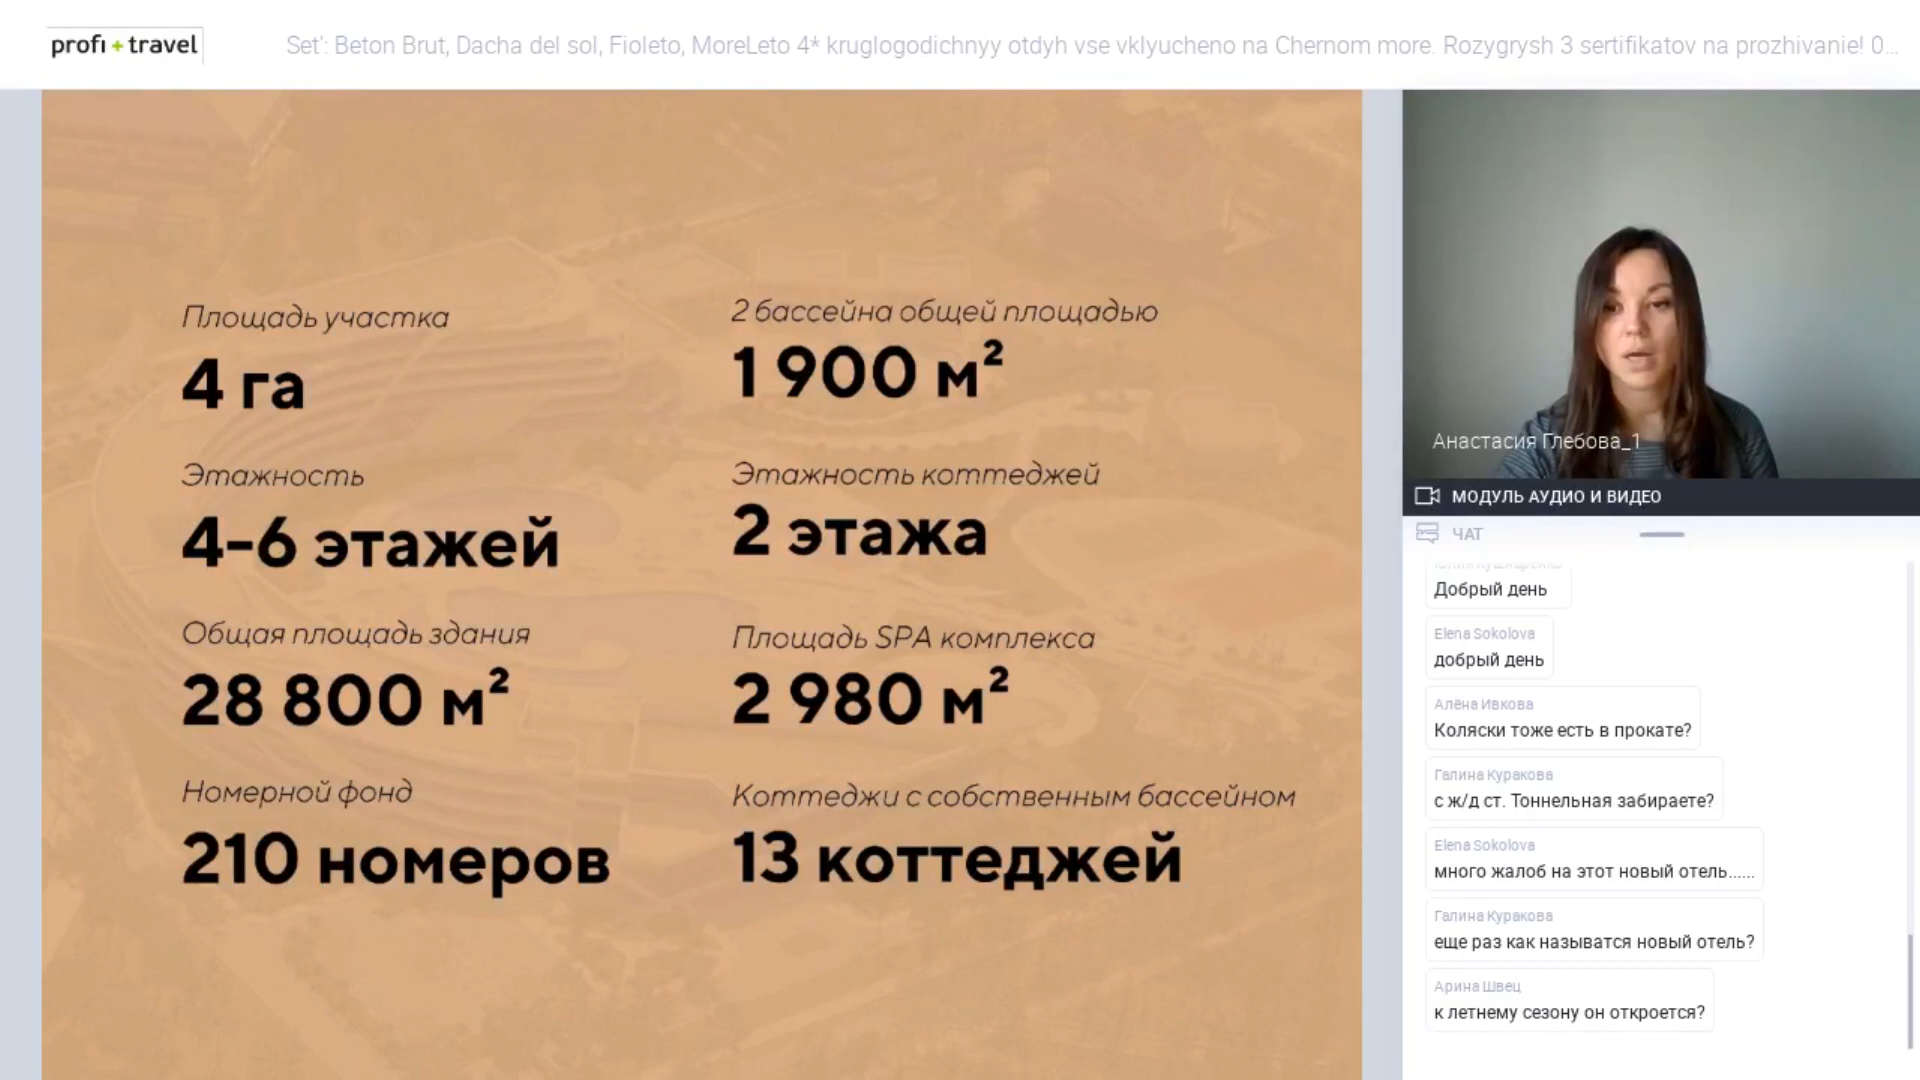 profi + travel
Set': Beton Brut, Dacha del sol, Fioleto, MoreLeto 4* kruglogodichnyy otdyh vse vklyucheno na Chernom more. Rozygrysh 3 sertifikatov na prozhivanie! 0...
Площадь участка
4 га
Этажность
4-6 этажей
Общая площадь здания
28 800 м²
Номерной фонд
210 номеров
2 бассейна общей площадью
1 900 м²
Этажность коттеджей
2 этажа
Площадь SPA комплекса
2 980 м²
Коттеджи с собственным бассейном
13 коттеджей
Анастасия Глебова_1
МОДУЛЬ АУДИО И ВИДЕО
ЧАТ
Добрый день
Elena Sokolova
добрый день
Алёна Ивкова
Коляски тоже есть в прокате?
Галина Куракова
с ж/д ст. Тоннельная забираете?
Elena Sokolova
много жалоб на этот новый отель......
Галина Куракова
еще раз как называтся новый отель?
Арина Швец
к летнему сезону он откроется?